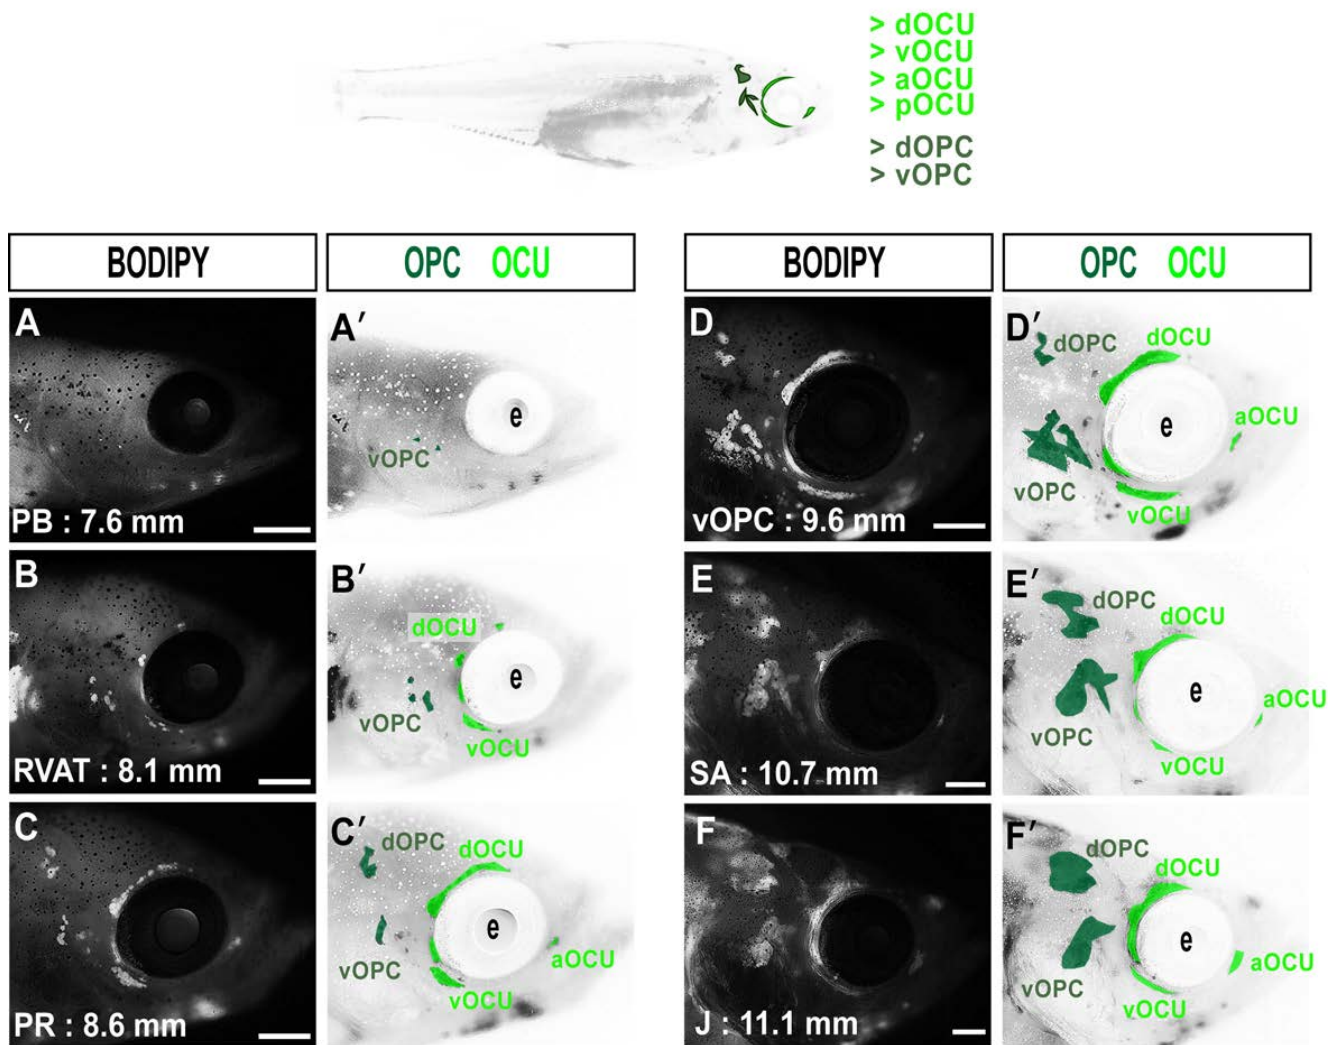 > dOCU
> vOCU
> aOCU
> pOCU
> dOPC
> vOPC
BODIPY
OPC OCU
A
PB : 7.6 mm
A′
e
vOPC
B
RVAT : 8.1 mm
B′
dOCU
e
vOPC
vOCU
C
PR : 8.6 mm
C′
dOPC
dOCU
e
vOPC
aOCU
vOCU
BODIPY
OPC OCU
D
vOPC : 9.6 mm
D′
dOPC
dOCU
e
aOCU
vOPC
vOCU
E
SA : 10.7 mm
E′
dOPC
dOCU
e
aOCU
vOPC
vOCU
F
J : 11.1 mm
F′
dOPC
dOCU
e
aOCU
vOPC
vOCU